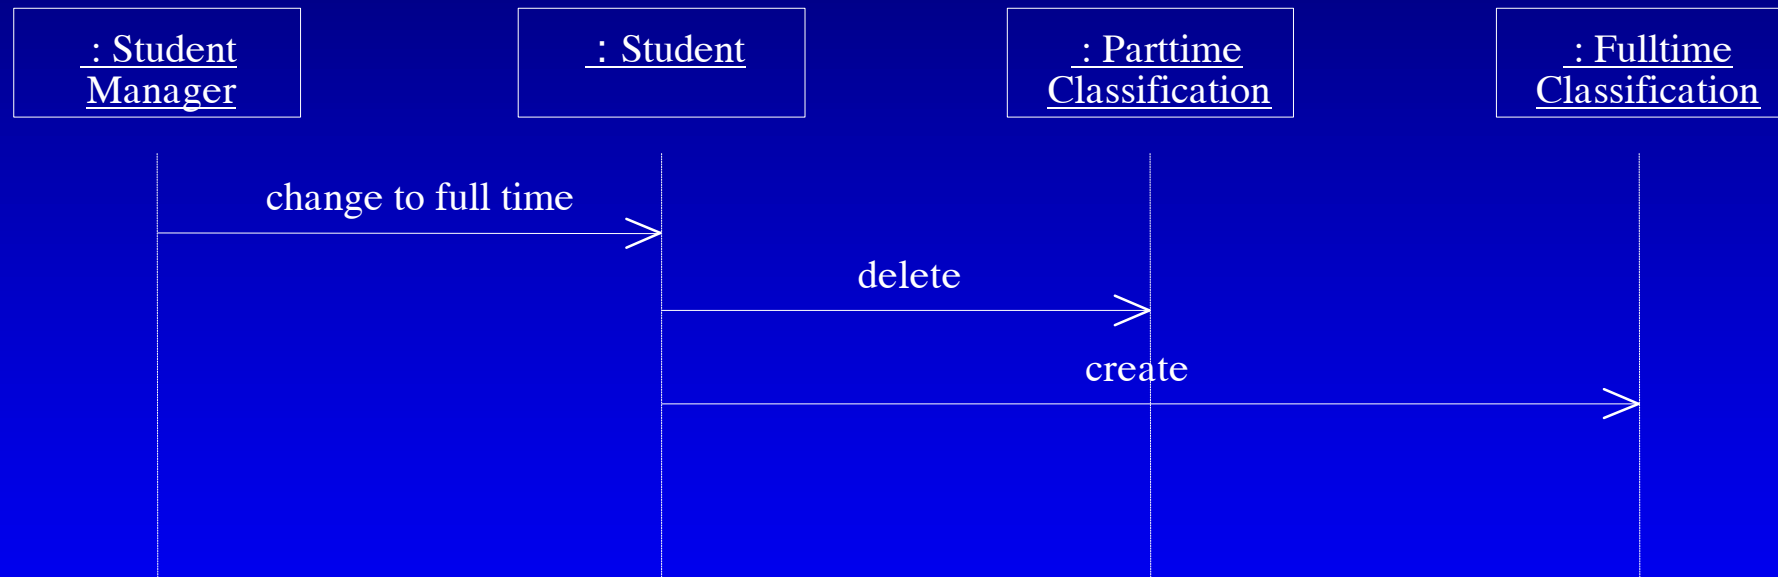 : Student
Manager
: Student
: Parttime
Classification
: Fulltime
Classification
change to full time
delete
create